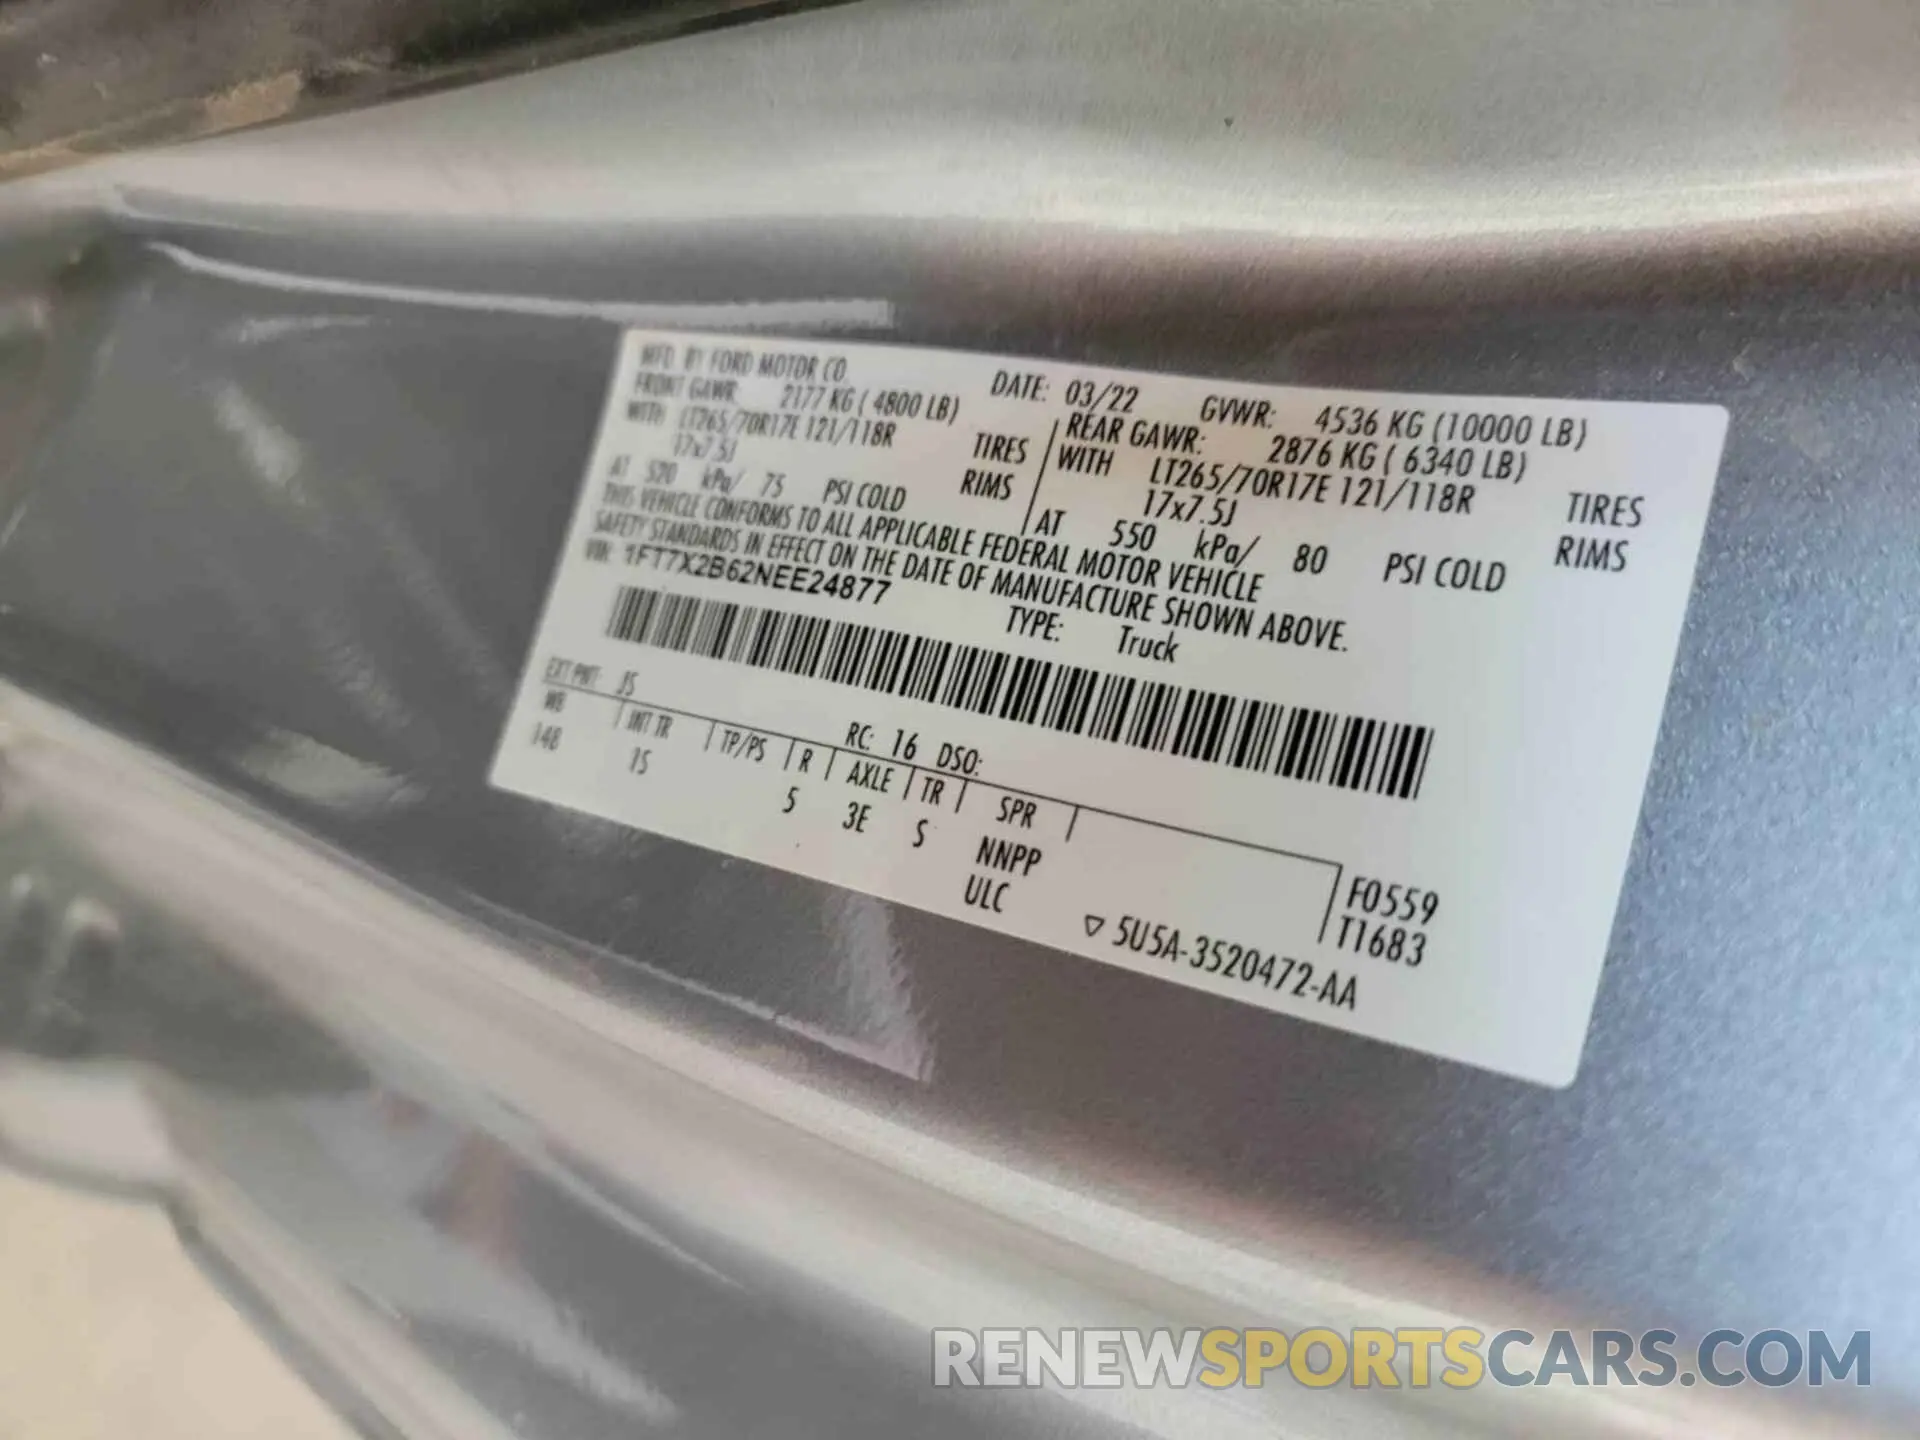 MFD. BY FORD MOTOR CO. DATE: 03/22 GVWR: 4536 KG (10000 LB)
FRONT GAWR: 2177 KG ( 4800 LB) REAR GAWR: 2876 KG ( 6340 LB)
WITH LT265/70R17E 121/118R TIRES WITH LT265/70R17E 121/118R TIRES
17x7.5J RIMS 17x7.5J RIMS
AT 520 kPa/ 75 PSI COLD AT 550 kPa/ 80 PSI COLD
THIS VEHICLE CONFORMS TO ALL APPLICABLE FEDERAL MOTOR VEHICLE
SAFETY STANDARDS IN EFFECT ON THE DATE OF MANUFACTURE SHOWN ABOVE.
VIN: 1FT7X2B62NEE24877 TYPE: Truck
EXT PNT: JS RC: 16 DSO:
WB INT TR TP/PS R AXLE TR SPR
148 1S 5 3E S NNPP F0559
ULC T1683
▽ 5U5A-3520472-AA
RENEWSPORTSCARS.COM